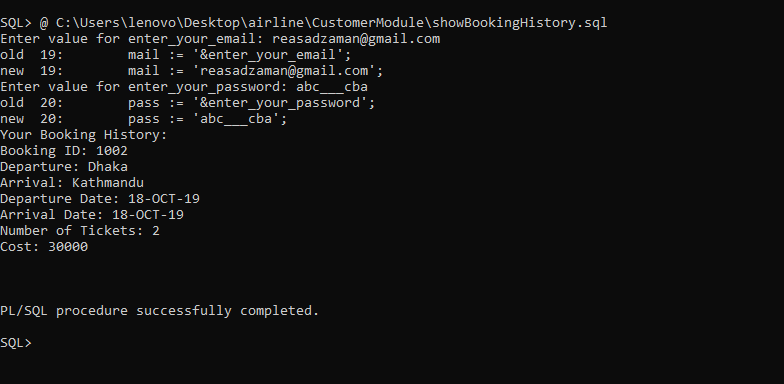 SQL> @ C:\Users\lenovo\Desktop\airline\CustomerModule\showBookingHistory.sql
Enter value for enter_your_email: reasadzaman@gmail.com
old  19:        mail := '&enter_your_email';
new  19:        mail := 'reasadzaman@gmail.com';
Enter value for enter_your_password: abc___cba
old  20:        pass := '&enter_your_password';
new  20:        pass := 'abc___cba';
Your Booking History:
Booking ID: 1002
Departure: Dhaka
Arrival: Kathmandu
Departure Date: 18-OCT-19
Arrival Date: 18-OCT-19
Number of Tickets: 2
Cost: 30000
PL/SQL procedure successfully completed.
SQL>